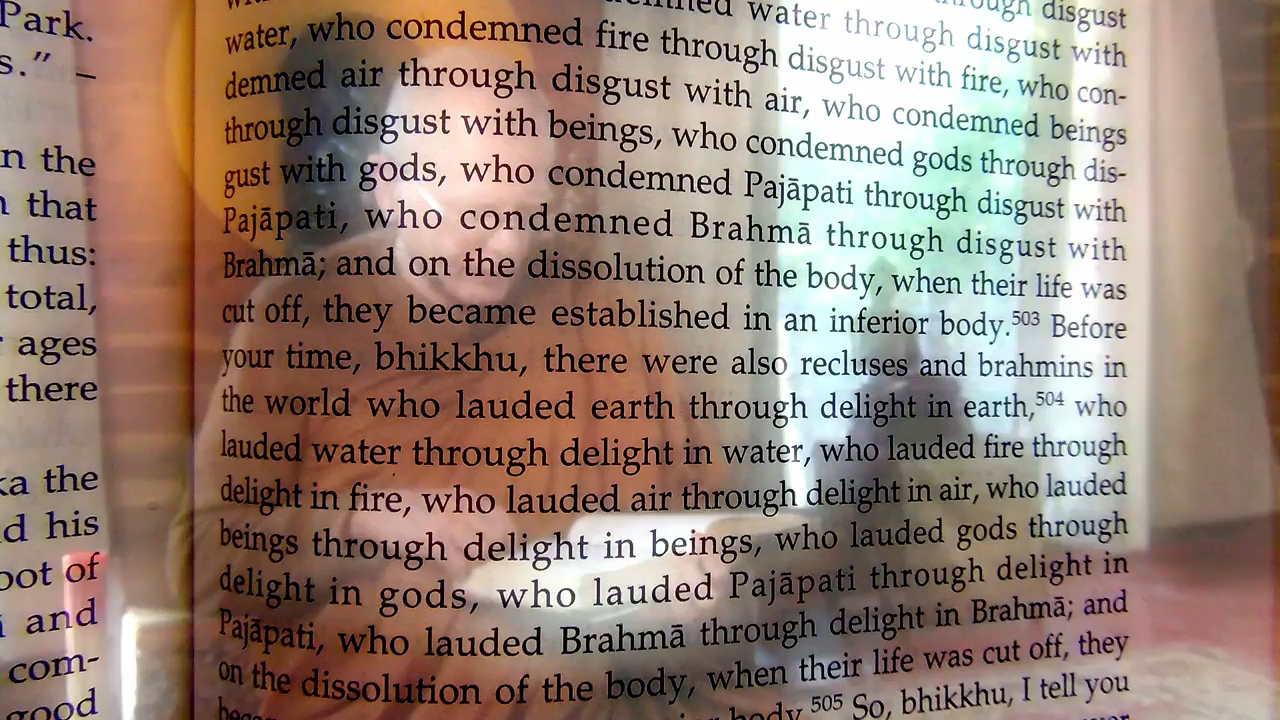 Park.
s." –
n the
that
thus:
total,
ages
there
ka the
d his
oot of
and
com-
good
water through disgust with
water, who condemned fire through disgust with fire, who con-
demned air through disgust with air, who condemned beings
through disgust with beings, who condemned gods through dis-
gust with gods, who condemned Pajāpati through disgust with
Pajāpati, who condemned Brahmā through disgust with
Brahmā; and on the dissolution of the body, when their life was
cut off, they became established in an inferior body.503 Before
your time, bhikkhu, there were also recluses and brahmins in
the world who lauded earth through delight in earth,504 who
lauded water through delight in water, who lauded fire through
delight in fire, who lauded air through delight in air, who lauded
beings through delight in beings, who lauded gods through
delight in gods, who lauded Pajāpati through delight in
Pajāpati, who lauded Brahmā through delight in Brahmā; and
on the dissolution of the body, when their life was cut off, they
body.505 So, bhikkhu, I tell you